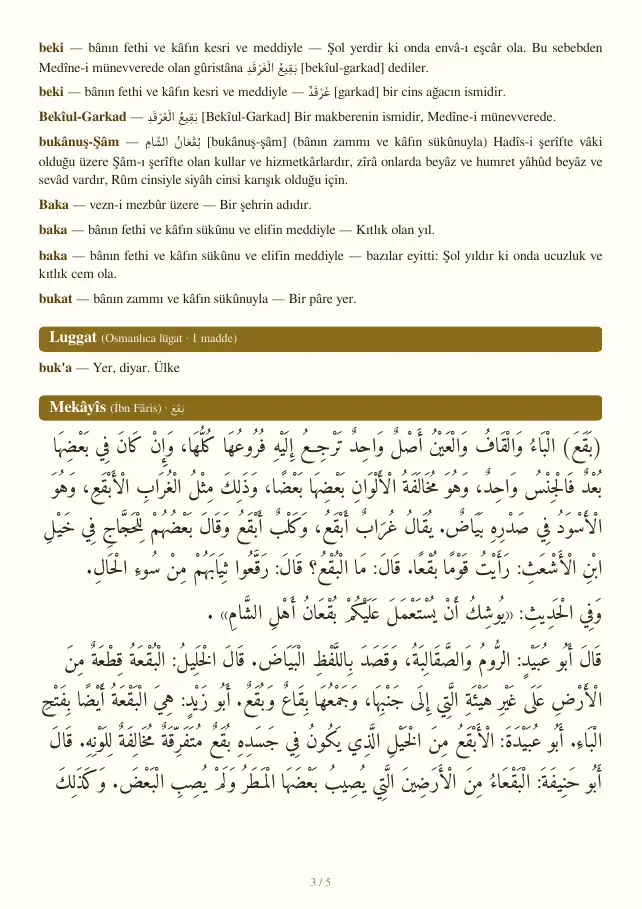 beki — bânın fethi ve kâfın kesri ve meddiyle — Şol yerdir ki onda envâ-ı eşcâr ola. Bu sebebden
Medîne-i münevverede olan gûristâna بَقِيعُ الْغَرْقَدِ [bekîul-garkad] dediler.
beki — bânın fethi ve kâfın kesri ve meddiyle — غَرْقَدٌ [garkad] bir cins ağacın ismidir.
Bekîul-Garkad — بَقِيعُ الْغَرْقَدِ [Bekîul-Garkad] Bir makberenin ismidir, Medîne-i münevverede.
bukânuş-Şâm — بُقْعَانُ الشَّامِ [bukânuş-şâm] (bânın zammı ve kâfın sükûnuyla) Hadîs-i şerîfte vâki
olduğu üzere Şâm-ı şerîfte olan kullar ve hizmetkârlardır, zîrâ onlarda beyâz ve humret yâhûd beyâz ve
sevâd vardır, Rûm cinsiyle siyâh cinsi karışık olduğu için.
Baka — vezn-i mezbûr üzere — Bir şehrin adıdır.
baka — bânın fethi ve kâfın sükûnu ve elifin meddiyle — Kıtlık olan yıl.
baka — bânın fethi ve kâfın sükûnu ve elifin meddiyle — bazılar eyitti: Şol yıldır ki onda ucuzluk ve
kıtlık cem ola.
bukat — bânın zammı ve kâfın sükûnuyla — Bir pâre yer.
Luggat (Osmanlıca lügat · 1 madde)
buk'a — Yer, diyar. Ülke
Mekâyîs (İbn Fâris) · بَقَعَ
(بَقَعَ) الْبَاءُ وَالْقَافُ وَالْعَيْنُ أَصْلٌ وَاحِدٌ تَرْجِعُ إِلَيْهِ فُرُوعُهَا كُلُّهَا، وَإِنْ كَانَ فِي بَعْضِهَا
بُعْدٌ فَالْجِنْسُ وَاحِدٌ، وَهُوَ مُخَالَفَةُ الْأَلْوَانِ بَعْضِهَا بَعْضًا، وَذَلِكَ مِثْلُ الْغُرَابِ الْأَبْقَعِ، وَهُوَ
الْأَسْوَدُ فِي صَدْرِهِ بَيَاضٌ. يُقَالُ غُرَابٌ أَبْقَعُ، وَكَلْبٌ أَبْقَعُ وَقَالَ بَعْضُهُمْ لِلْحَجَّاجِ فِي خَيْلِ
ابْنِ الْأَشْعَثِ: رَأَيْتُ قَوْمًا بُقْعًا. قَالَ: مَا الْبُقْعُ؟ قَالَ: رَقَّعُوا ثِيَابَهُمْ مِنْ سُوءِ الْحَالِ.
وَفِي الْحَدِيثِ: «يُوشِكُ أَنْ يُسْتَعْمَلَ عَلَيْكُمْ بُقْعَانُ أَهْلِ الشَّامِ» .
قَالَ أَبُو عُبَيْدٍ: الرُّومُ وَالصَّقَالِبَةُ، وَقَصَدَ بِاللَّفْظِ الْبَيَاضَ. قَالَ الْخَلِيلُ: الْبُقْعَةُ قِطْعَةٌ مِنَ
الْأَرْضِ عَلَى غَيْرِ هَيْئَةِ الَّتِي إِلَى جَنْبِهَا، وَجَمْعُهَا بِقَاعٌ وَبُقَعٌ. أَبُو زَيْدٍ: هِيَ الْبَقْعَةُ أَيْضًا بِفَتْحِ
الْبَاءِ. أَبُو عُبَيْدَةَ: الْأَبْقَعُ مِنَ الْخَيْلِ الَّذِي يَكُونُ فِي جَسَدِهِ بُقَعٌ مُتَفَرِّقَةٌ مُخَالِفَةٌ لِلَوْنِهِ. قَالَ
أَبُو حَنِيفَةَ: الْبَقْعَاءُ مِنَ الْأَرَضِينَ الَّتِي يُصِيبُ بَعْضَهَا الْمَطَرُ وَلَمْ يُصِبِ الْبَعْضَ. وَكَذَلِكَ
3 / 5